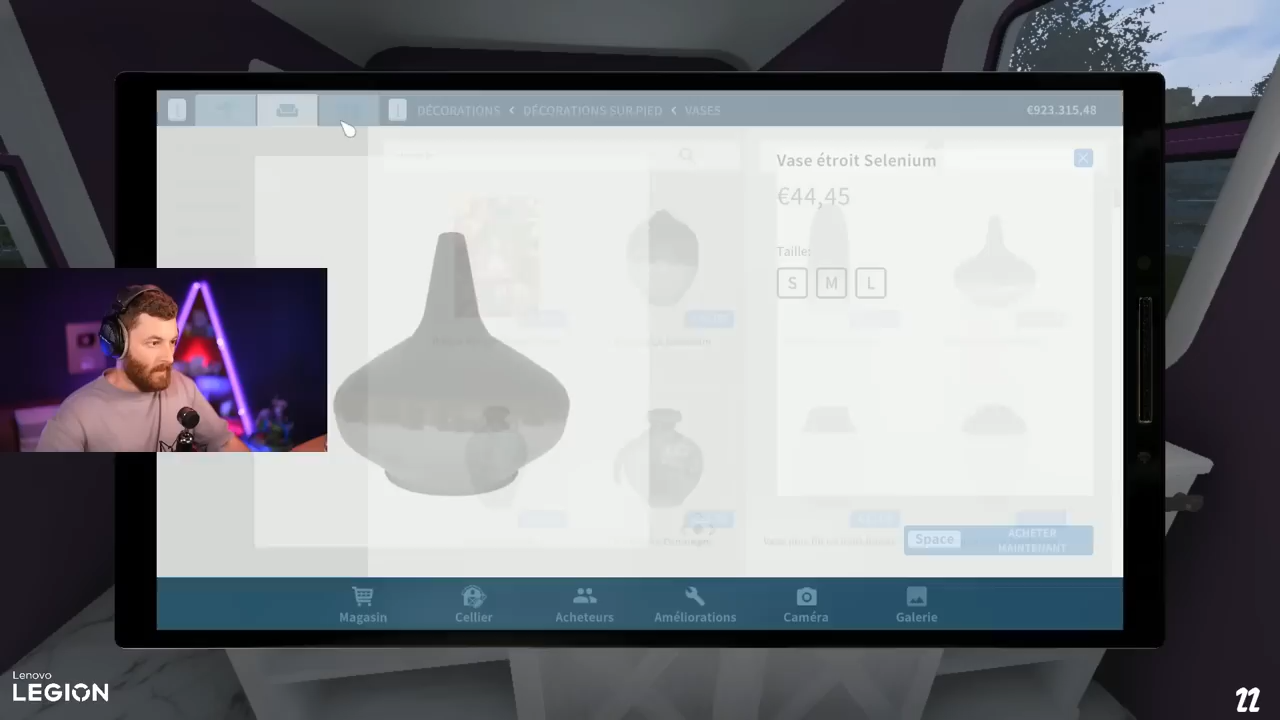 DÉCORATIONS < DÉCORATIONS SUR PIED < VASES
€923.315,48
Vase étroit Selenium
€44,45
Taille:
S M L
Space
ACHETER
MAINTENANT
Magasin
Cellier
Acheteurs
Améliorations
Caméra
Galerie
Lenovo
LEGION
22